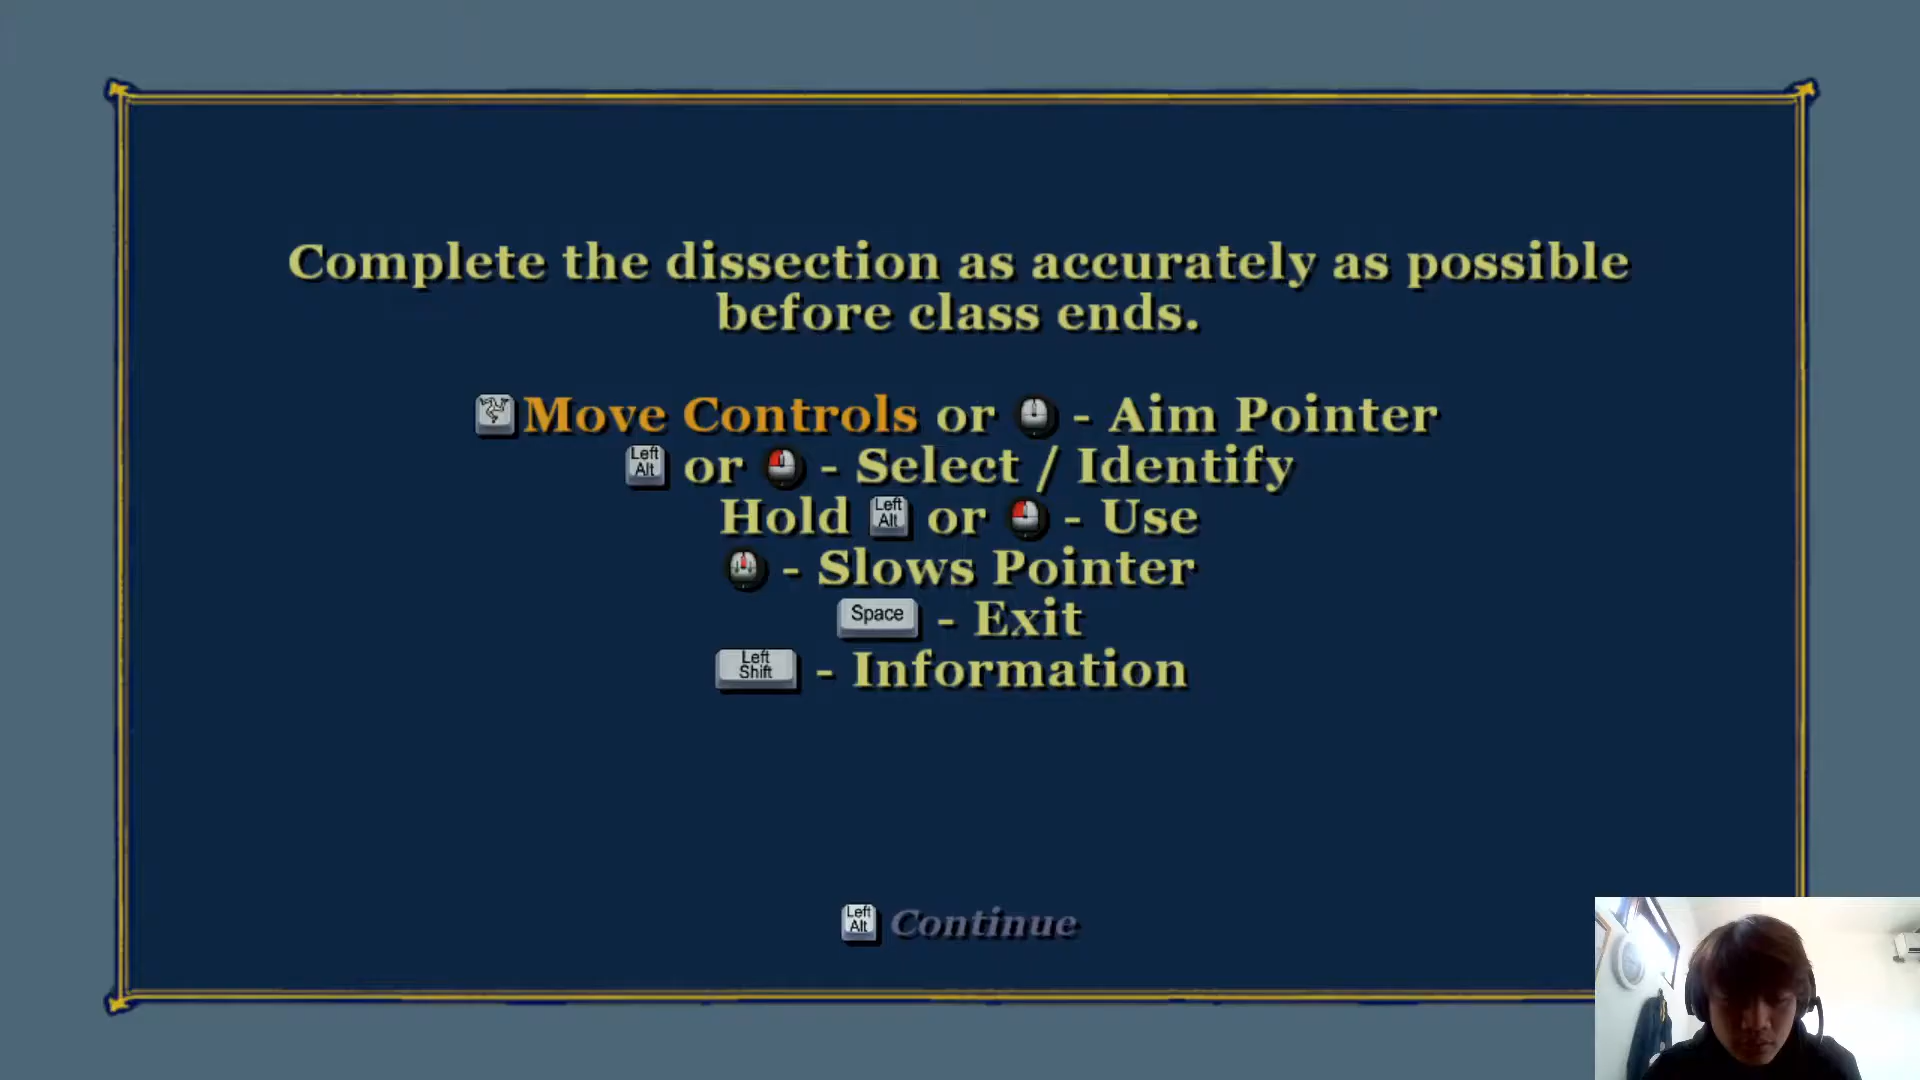 Complete the dissection as accurately as possible
before class ends.
Move Controls or - Aim Pointer
Left Alt or - Select / Identify
Hold Left Alt or - Use
- Slows Pointer
Space - Exit
Left Shift - Information
Left Alt Continue